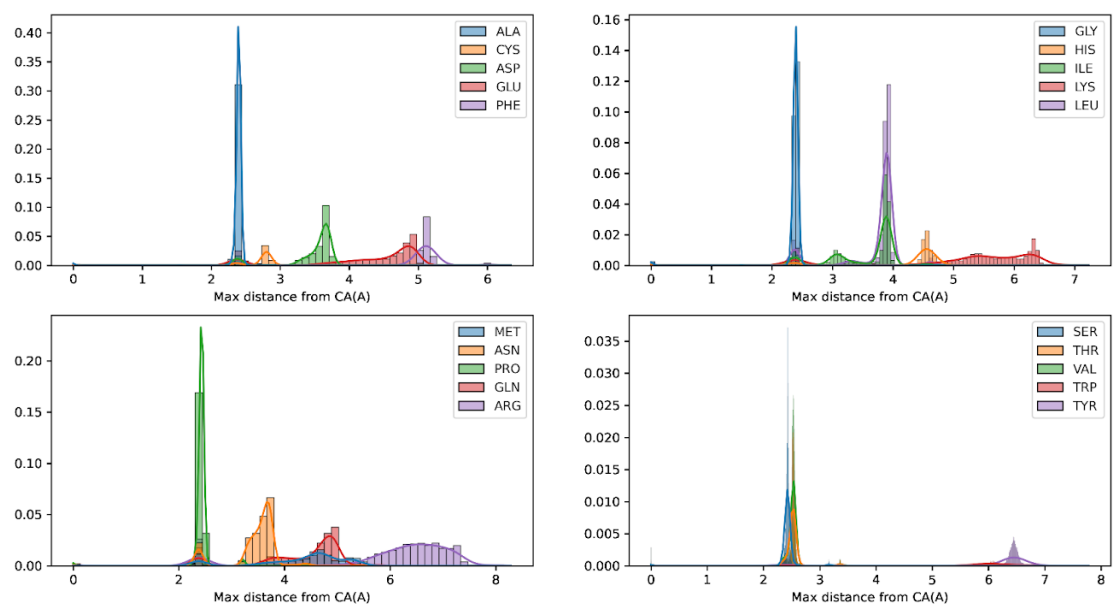 0.40
0.35
0.30
0.25
0.20
0.15
0.10
0.05
0.00
0 1 2 3 4 5 6
Max distance from CA(A)
ALA
CYS
ASP
GLU
PHE
0.16
0.14
0.12
0.10
0.08
0.06
0.04
0.02
0.00
0 1 2 3 4 5 6 7
Max distance from CA(A)
GLY
HIS
ILE
LYS
LEU
0.20
0.15
0.10
0.05
0.00
0 2 4 6 8
Max distance from CA(A)
MET
ASN
PRO
GLN
ARG
0.035
0.030
0.025
0.020
0.015
0.010
0.005
0.000
0 1 2 3 4 5 6 7 8
Max distance from CA(A)
SER
THR
VAL
TRP
TYR